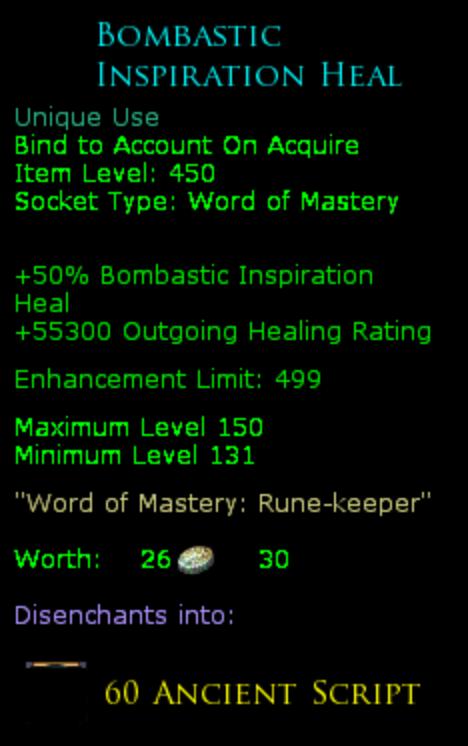 Bombastic
Inspiration Heal
Unique Use
Bind to Account On Acquire
Item Level: 450
Socket Type: Word of Mastery
+50% Bombastic Inspiration
Heal
+55300 Outgoing Healing Rating
Enhancement Limit: 499
Maximum Level 150
Minimum Level 131
"Word of Mastery: Rune-keeper"
Worth: 26 30
Disenchants into:
60 Ancient Script